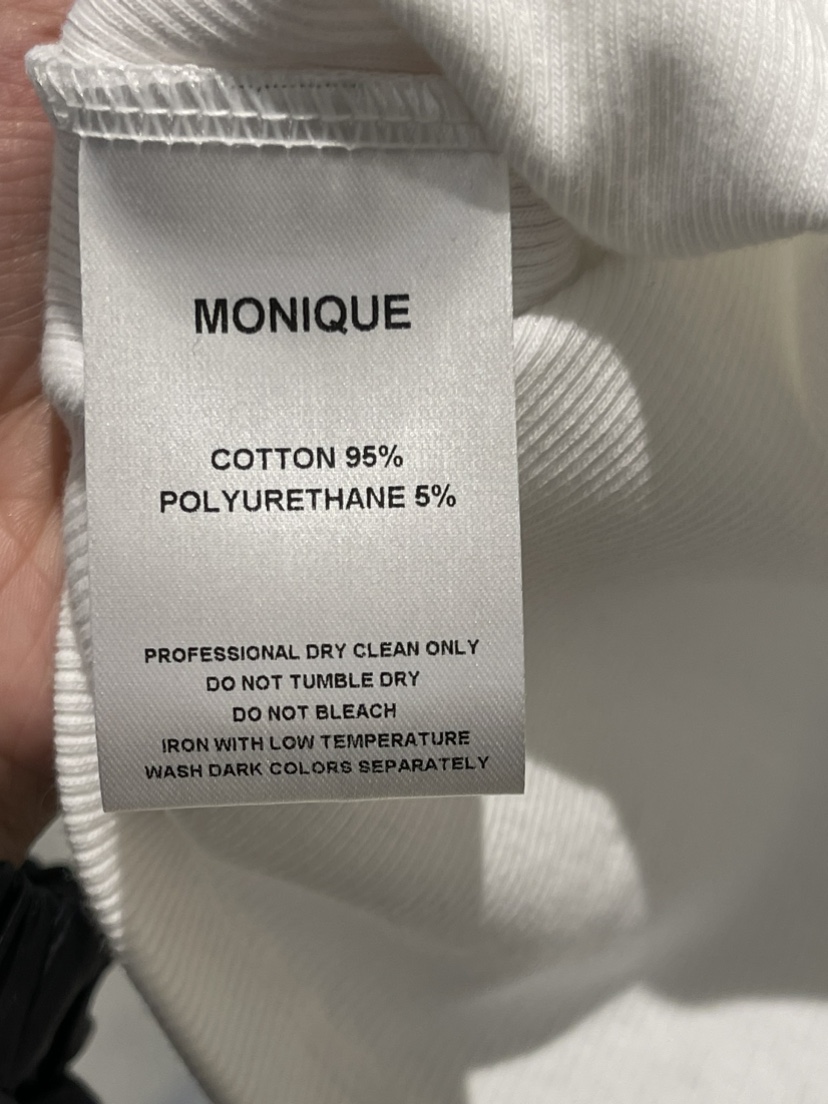 MONIQUE
COTTON 95%
POLYURETHANE 5%
PROFESSIONAL DRY CLEAN ONLY
DO NOT TUMBLE DRY
DO NOT BLEACH
IRON WITH LOW TEMPERATURE
WASH DARK COLORS SEPARATELY